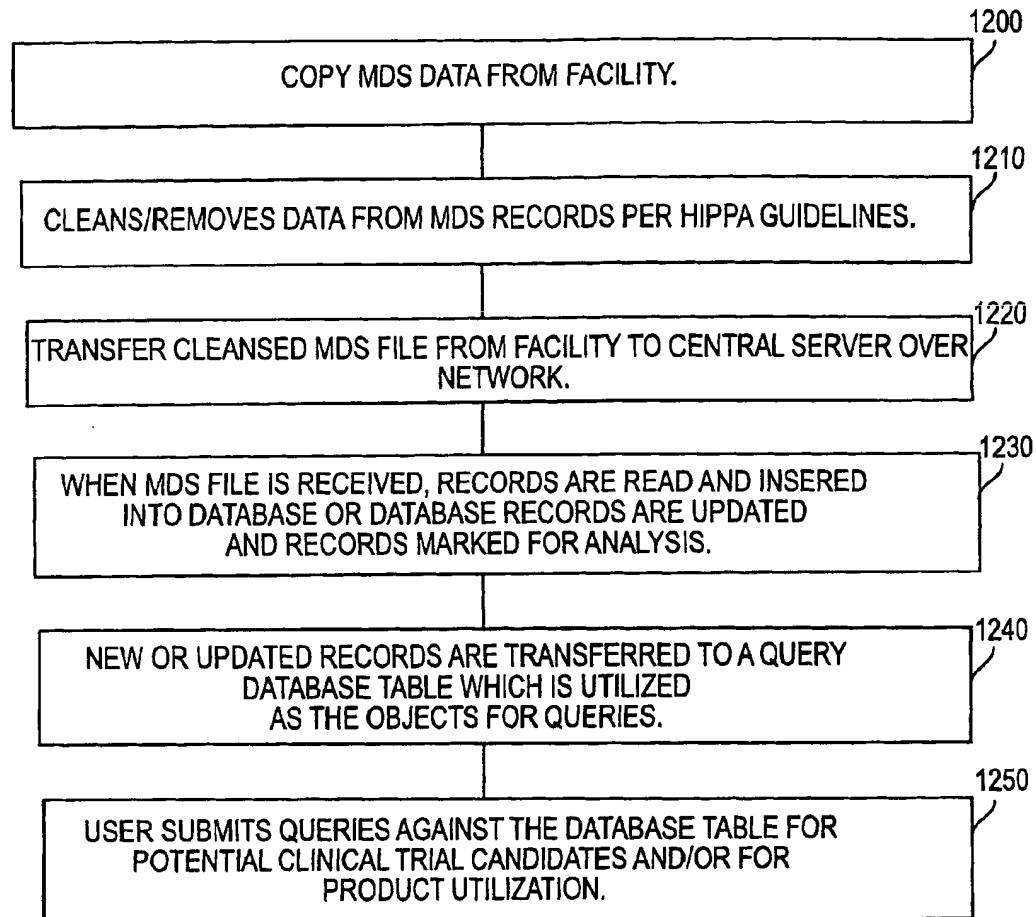 1200
COPY MDS DATA FROM FACILITY.
1210
CLEANS/REMOVES DATA FROM MDS RECORDS PER HIPPA GUIDELINES.
1220
TRANSFER CLEANSED MDS FILE FROM FACILITY TO CENTRAL SERVER OVER
NETWORK.
1230
WHEN MDS FILE IS RECEIVED, RECORDS ARE READ AND INSERED
INTO DATABASE OR DATABASE RECORDS ARE UPDATED
AND RECORDS MARKED FOR ANALYSIS.
1240
NEW OR UPDATED RECORDS ARE TRANSFERRED TO A QUERY
DATABASE TABLE WHICH IS UTILIZED
AS THE OBJECTS FOR QUERIES.
1250
USER SUBMITS QUERIES AGAINST THE DATABASE TABLE FOR
POTENTIAL CLINICAL TRIAL CANDIDATES AND/OR FOR
PRODUCT UTILIZATION.